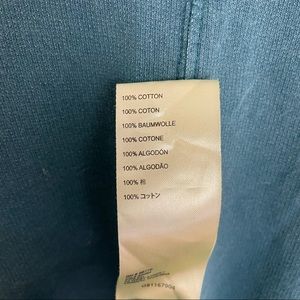 100% COTTON
100% COTON
100% BAUMWOLLE
100% COTONE
100% ALGODÓN
100% ALGODÃO
100% 棉
100% コットン